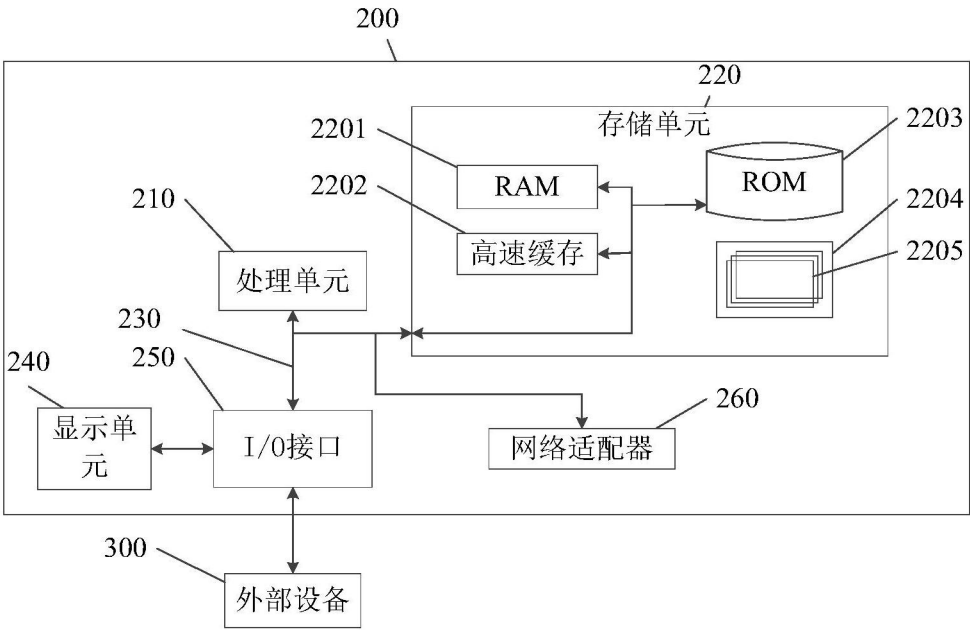 200
220
存储单元
2201
RAM
2203
ROM
2202
高速缓存
2204
2205
210
处理单元
230
240
250
显示单
元
I/O接口
260
网络适配器
300
外部设备